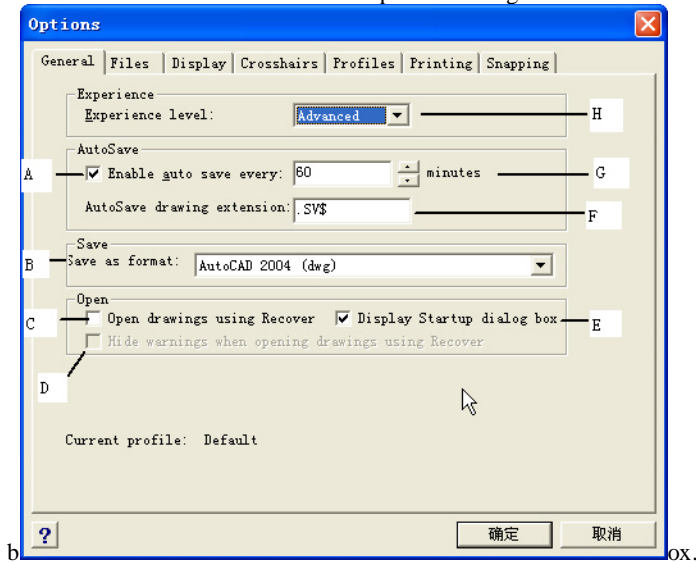 Options
General Files Display Crosshairs Profiles Printing Snapping
Experience
Experience level: Advanced H
AutoSave
A Enable auto save every: 60 minutes G
AutoSave drawing extension: .SV$ F
Save
B Save as format: AutoCAD 2004 (dwg)
Open
C Open drawings using Recover Display Startup dialog box E
Hide warnings when opening drawings using Recover
D
Current profile: Default
? 确定 取消
b ox.